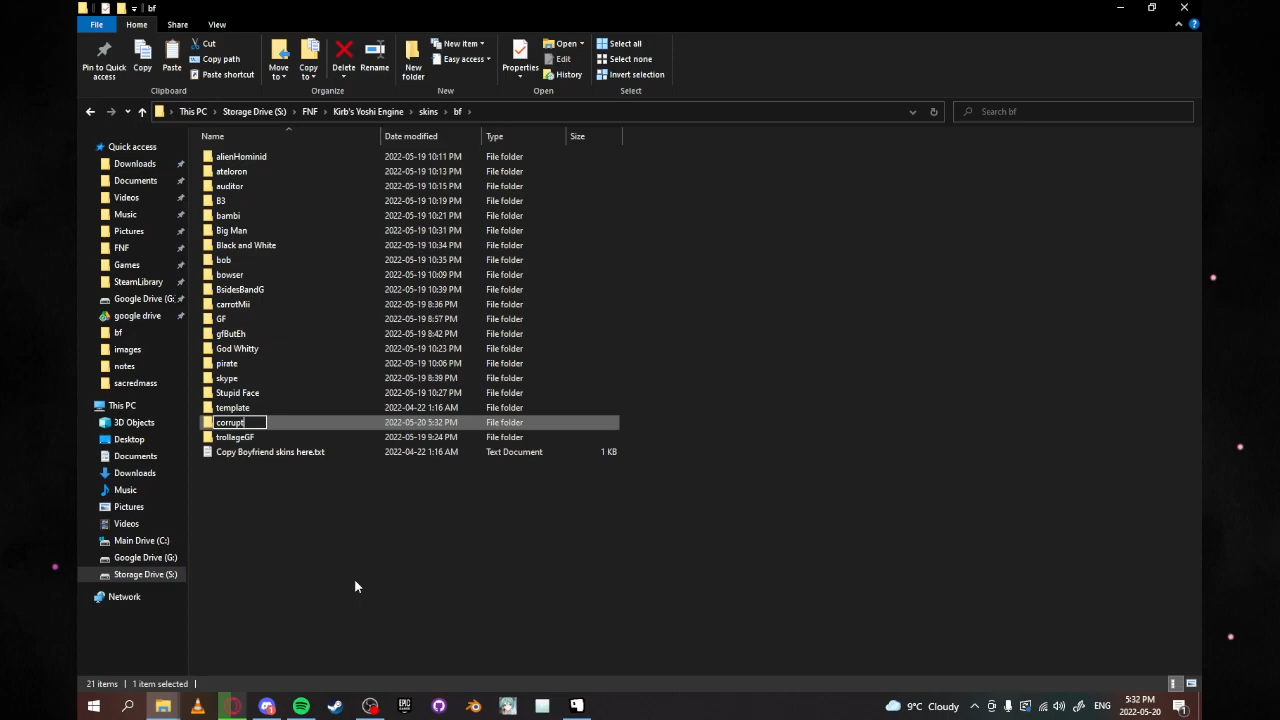 bf
File Home Share View
Pin to Quick access
Copy
Paste
Cut
Copy path
Paste shortcut
Clipboard
Move to
Copy to
Delete
Rename
Organize
New folder
New item
Easy access
New
Properties
Open
Edit
History
Open
Select all
Select none
Invert selection
Select
This PC › Storage Drive (S:) › FNF › Kirb's Yoshi Engine › skins › bf ›
Search bf
Quick access
Downloads
Documents
Videos
Music
Pictures
FNF
Games
SteamLibrary
Google Drive (G:
google drive
bf
images
notes
sacredmass
This PC
3D Objects
Desktop
Documents
Downloads
Music
Pictures
Videos
Main Drive (C:)
Google Drive (G:)
Storage Drive (S:)
Network
Name Date modified Type Size
alienHominid 2022-05-19 10:11 PM File folder
ateloron 2022-05-19 10:13 PM File folder
auditor 2022-05-19 10:15 PM File folder
B3 2022-05-19 10:19 PM File folder
bambi 2022-05-19 10:21 PM File folder
Big Man 2022-05-19 10:31 PM File folder
Black and White 2022-05-19 10:34 PM File folder
bob 2022-05-19 10:35 PM File folder
bowser 2022-05-19 10:09 PM File folder
BsidesBandG 2022-05-19 10:39 PM File folder
carrotMii 2022-05-19 8:36 PM File folder
GF 2022-05-19 8:57 PM File folder
gfButEh 2022-05-19 8:42 PM File folder
God Whitty 2022-05-19 10:23 PM File folder
pirate 2022-05-19 10:06 PM File folder
skype 2022-05-19 8:39 PM File folder
Stupid Face 2022-05-19 10:27 PM File folder
template 2022-04-22 1:16 AM File folder
corrupt 2022-05-20 5:32 PM File folder
trollageGF 2022-05-19 9:24 PM File folder
Copy Boyfriend skins here.txt 2022-04-22 1:16 AM Text Document 1 KB
21 items 1 item selected
EPIC
9°C Cloudy
ENG
5:32 PM
2022-05-20
1